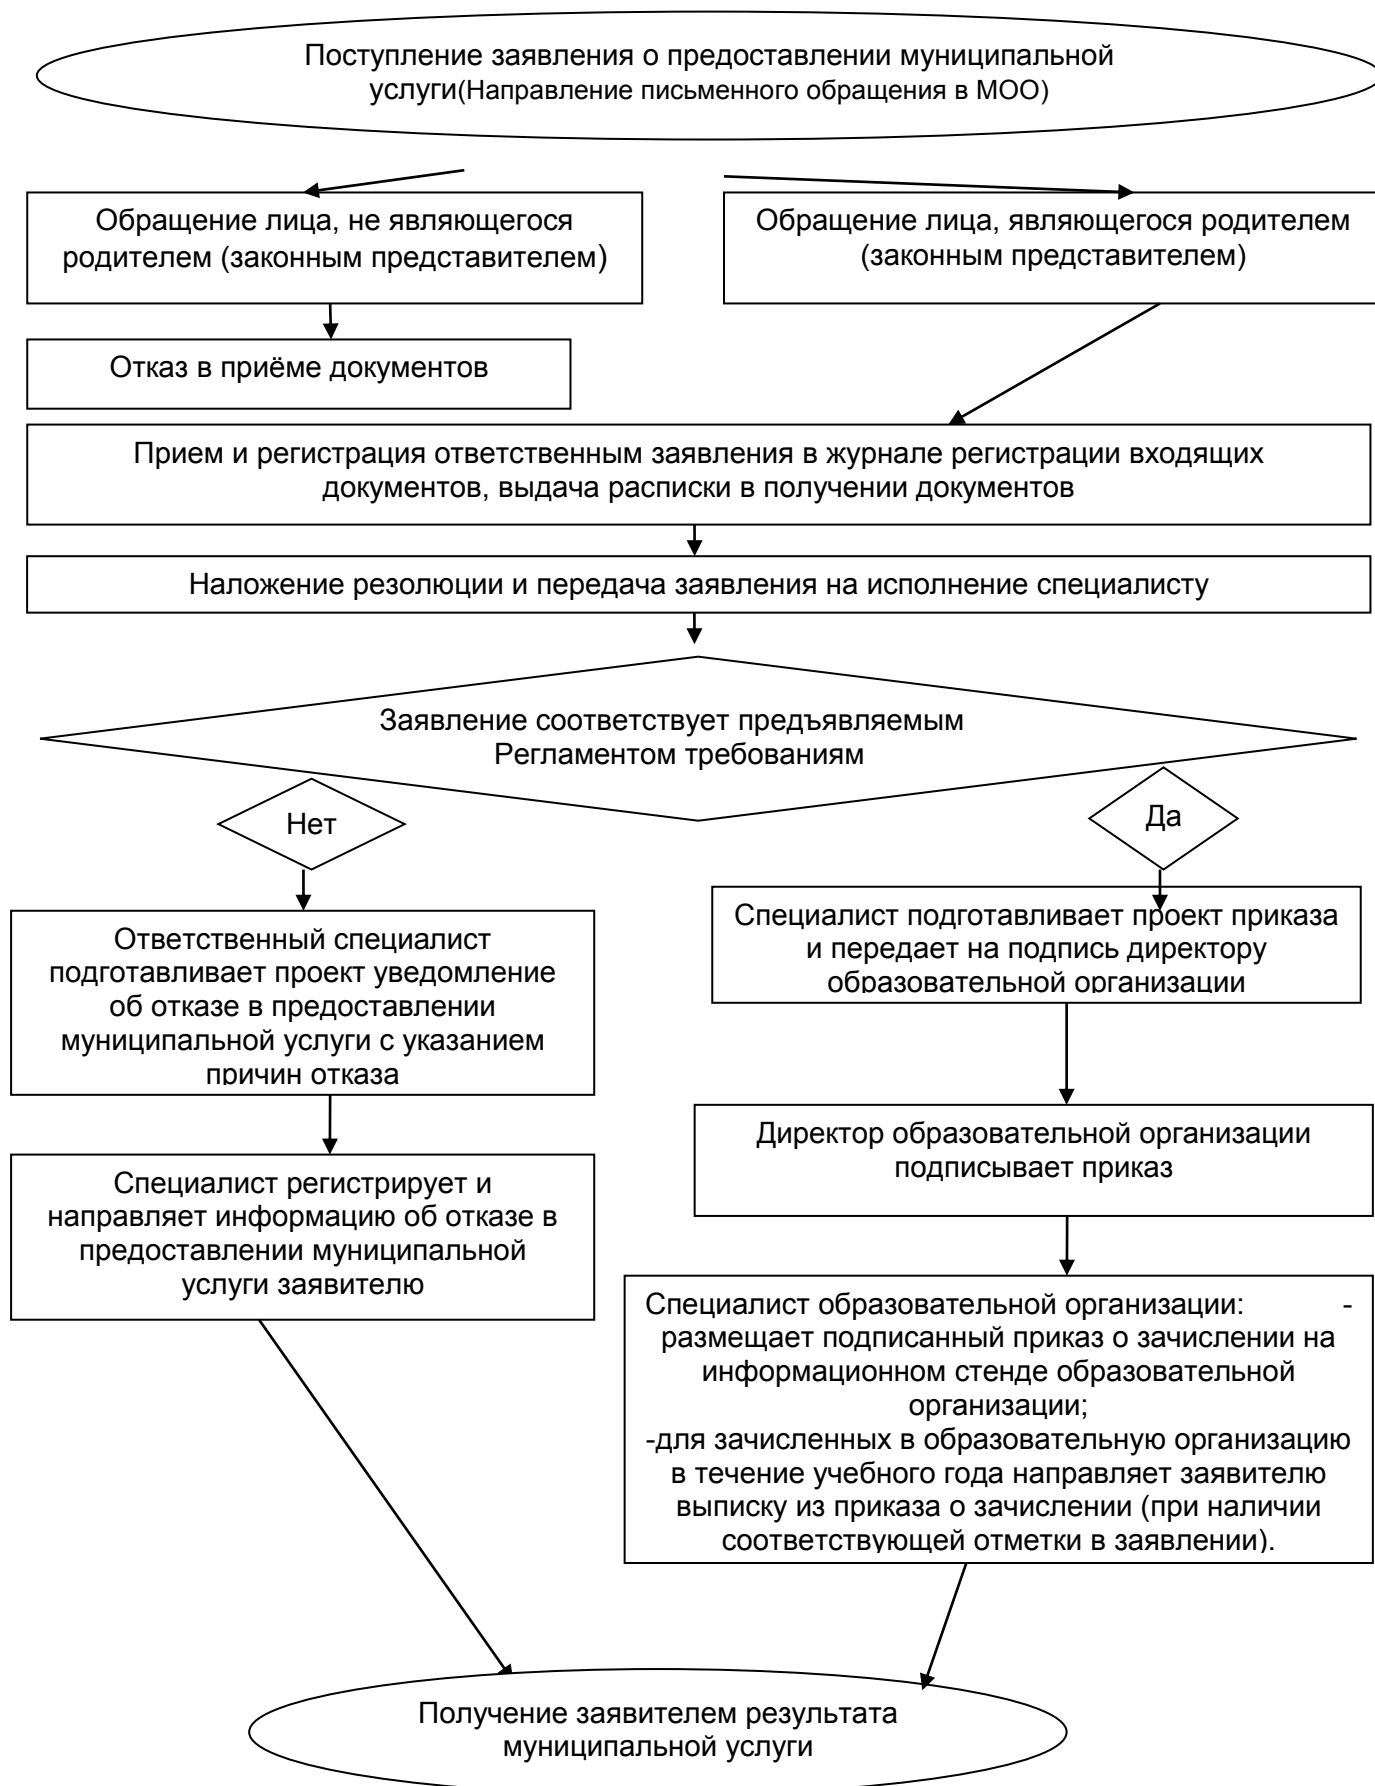 Поступление заявления о предоставлении муниципальной
услуги(Направление письменного обращения в МОО)
Обращение лица, не являющегося
родителем (законным представителем)
Обращение лица, являющегося родителем
(законным представителем)
Отказ в приёме документов
Прием и регистрация ответственным заявления в журнале регистрации входящих
документов, выдача расписки в получении документов
Наложение резолюции и передача заявления на исполнение специалисту
Заявление соответствует предъявляемым
Регламентом требованиям
Нет
Да
Ответственный специалист
подготавливает проект уведомление
об отказе в предоставлении
муниципальной услуги с указанием
причин отказа
Специалист подготавливает проект приказа
и передает на подпись директору
образовательной организации
Директор образовательной организации
подписывает приказ
Специалист регистрирует и
направляет информацию об отказе в
предоставлении муниципальной
услуги заявителю
Специалист образовательной организации: -
размещает подписанный приказ о зачислении на
информационном стенде образовательной
организации;
-для зачисленных в образовательную организацию
в течение учебного года направляет заявителю
выписку из приказа о зачислении (при наличии
соответствующей отметки в заявлении).
Получение заявителем результата
муниципальной услуги